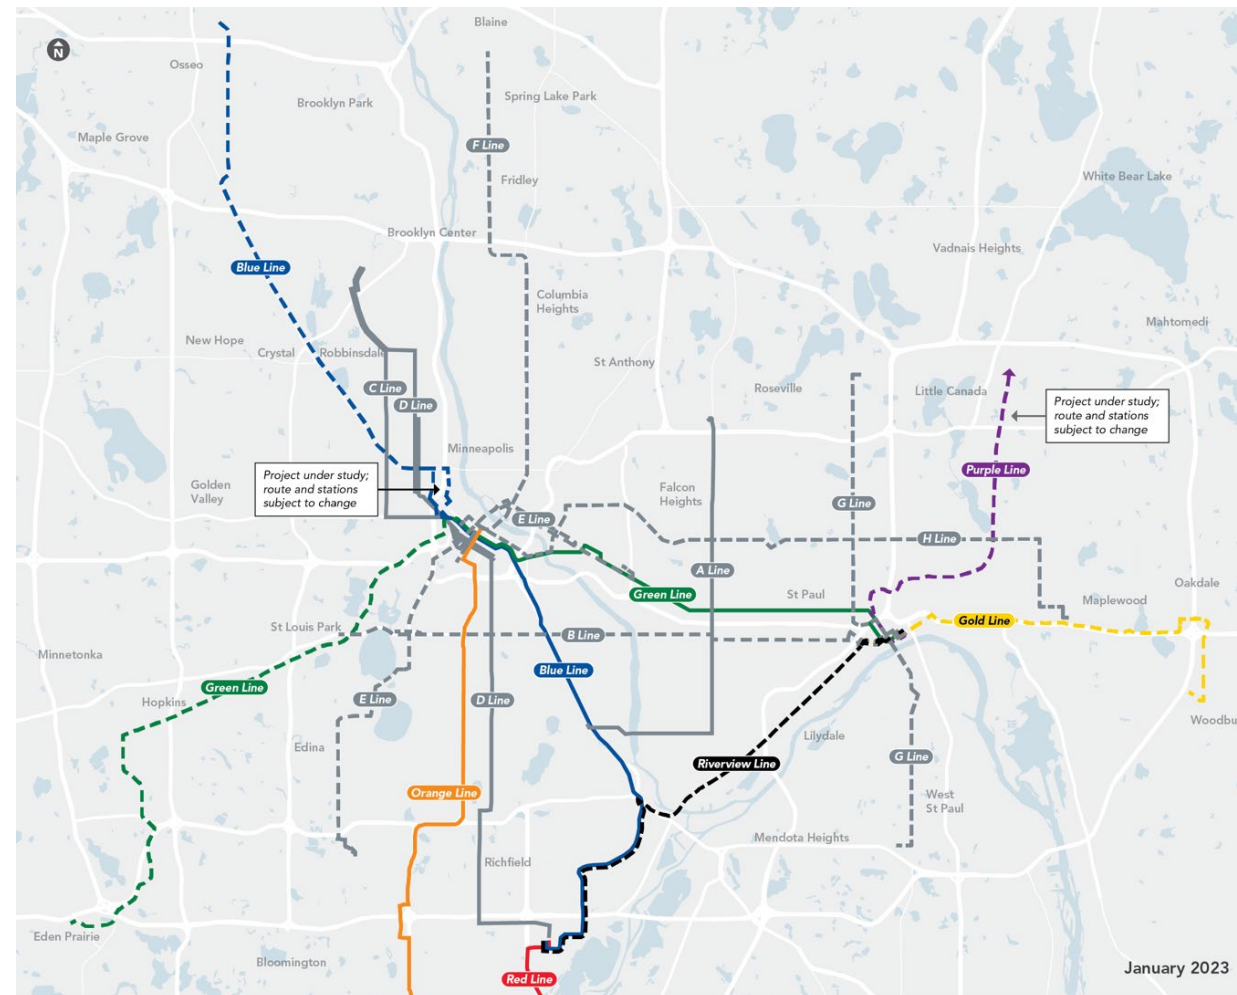 N
Blaine
Osseo
Spring Lake Park
Brooklyn Park
Maple Grove
F Line
Fridley
White Bear Lake
Brooklyn Center
Vadnais Heights
Blue Line
Columbia
Heights
Mahtomedi
New Hope
Crystal
Robbinsdale
St Anthony
C Line
Roseville
Little Canada
D Line
Project under study;
route and stations
subject to change
Minneapolis
Project under study;
route and stations
subject to change
Purple Line
Golden
Valley
Falcon
Heights
G Line
E Line
H Line
A Line
Oakdale
Green Line
St Paul
Maplewood
St Louis Park
B Line
Gold Line
Minnetonka
Blue Line
Green Line
Hopkins
E Line
D Line
Woodbu
Edina
Lilydale
Riverview Line
G Line
Orange Line
West
St Paul
Mendota Heights
Richfield
Eden Prairie
Bloomington
Red Line
January 2023